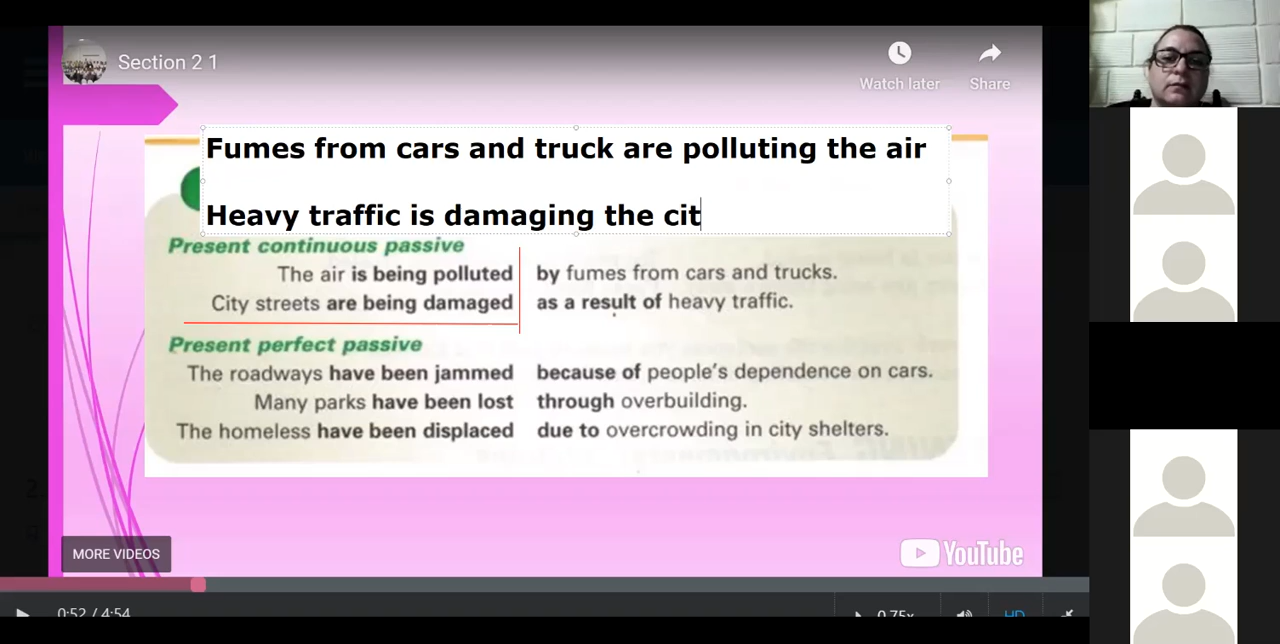 Section 2 1
Watch later
Share
Fumes from cars and truck are polluting the air
Heavy traffic is damaging the cit
Present continuous passive
The air is being polluted by fumes from cars and trucks.
City streets are being damaged as a result of heavy traffic.
Present perfect passive
The roadways have been jammed because of people's dependence on cars.
Many parks have been lost through overbuilding.
The homeless have been displaced due to overcrowding in city shelters.
MORE VIDEOS
YouTube
0:52 / 4:54
0.75x
HD